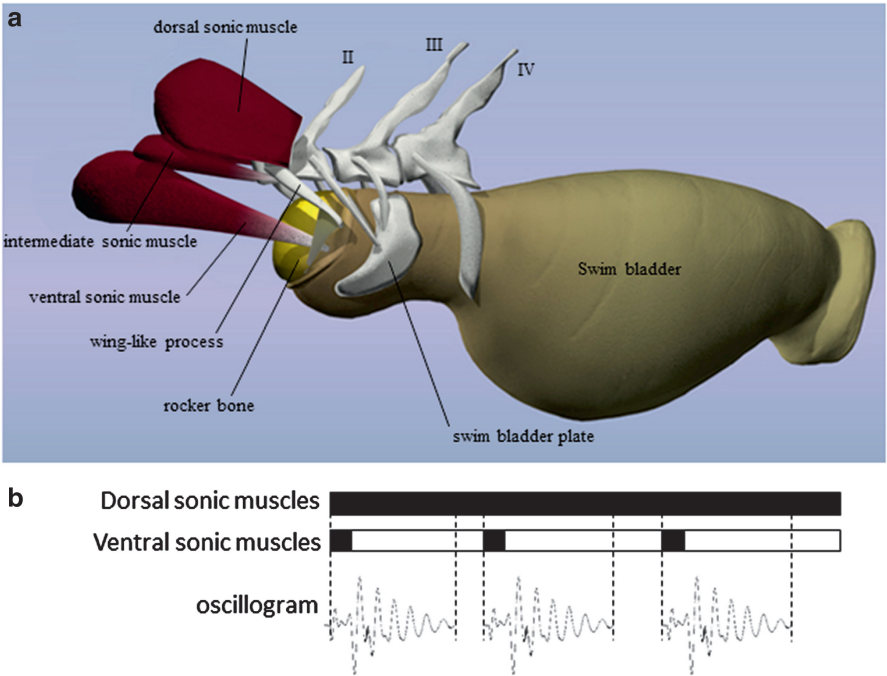 a
dorsal sonic muscle
II
III
IV
intermediate sonic muscle
ventral sonic muscle
wing-like process
rocker bone
swim bladder plate
Swim bladder
b
Dorsal sonic muscles
Ventral sonic muscles
oscillogram